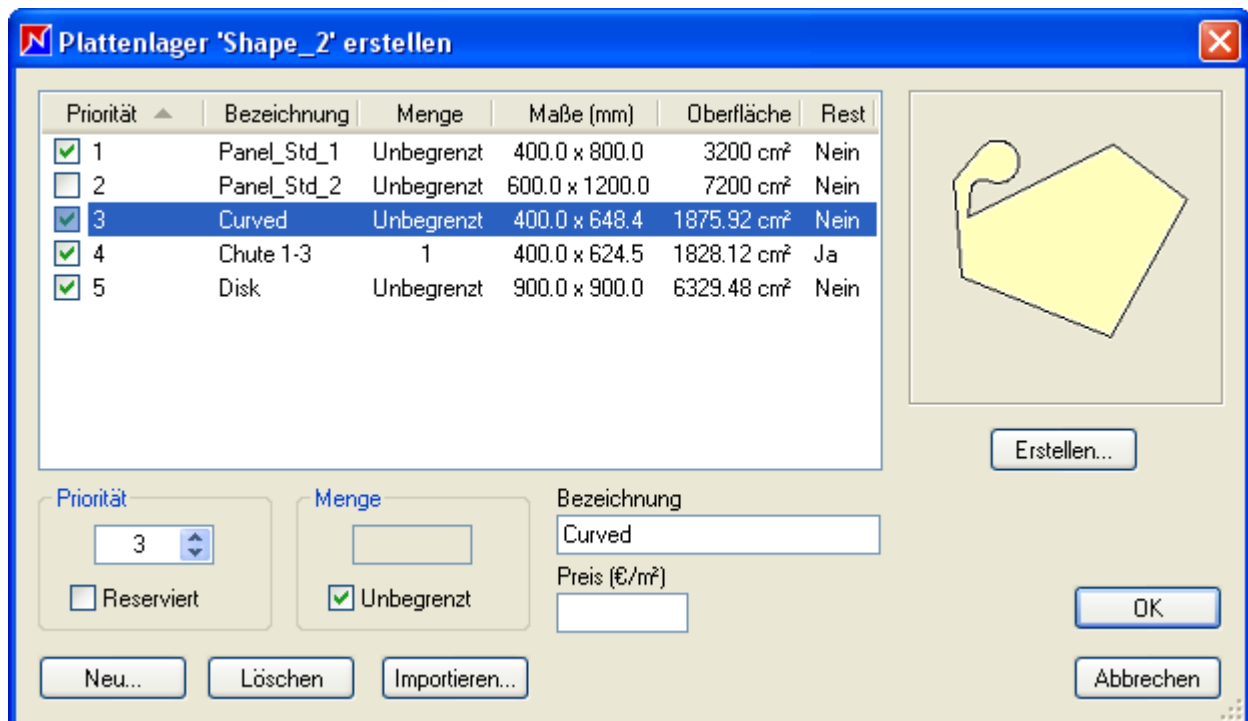 Plattenlager 'Shape_2' erstellen
Priorität Bezeichnung Menge Maße (mm) Oberfläche Rest
1 Panel_Std_1 Unbegrenzt 400.0 x 800.0 3200 cm² Nein
2 Panel_Std_2 Unbegrenzt 600.0 x 1200.0 7200 cm² Nein
3 Curved Unbegrenzt 400.0 x 648.4 1875.92 cm² Nein
4 Chute 1-3 1 400.0 x 624.5 1828.12 cm² Ja
5 Disk Unbegrenzt 900.0 x 900.0 6329.48 cm² Nein
Erstellen...
Priorität Menge Bezeichnung
3 Curved
Preis (€/m²)
Reserviert Unbegrenzt
OK
Neu... Löschen Importieren... Abbrechen